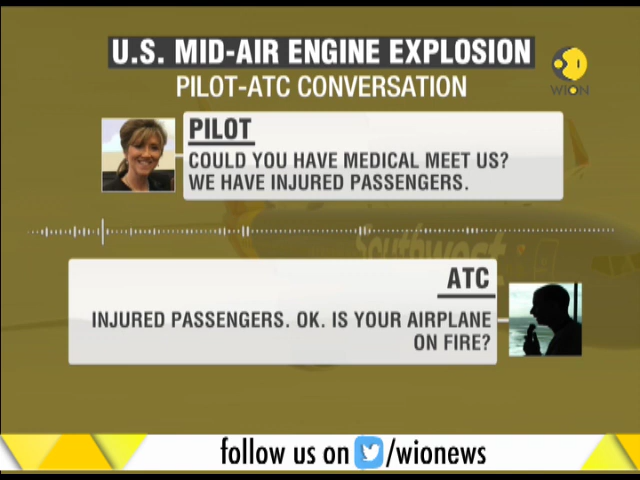 U.S. MID-AIR ENGINE EXPLOSION
PILOT-ATC CONVERSATION
WION
PILOT
COULD YOU HAVE MEDICAL MEET US?
WE HAVE INJURED PASSENGERS.
Southwest
ATC
INJURED PASSENGERS. OK. IS YOUR AIRPLANE
ON FIRE?
follow us on /wionews